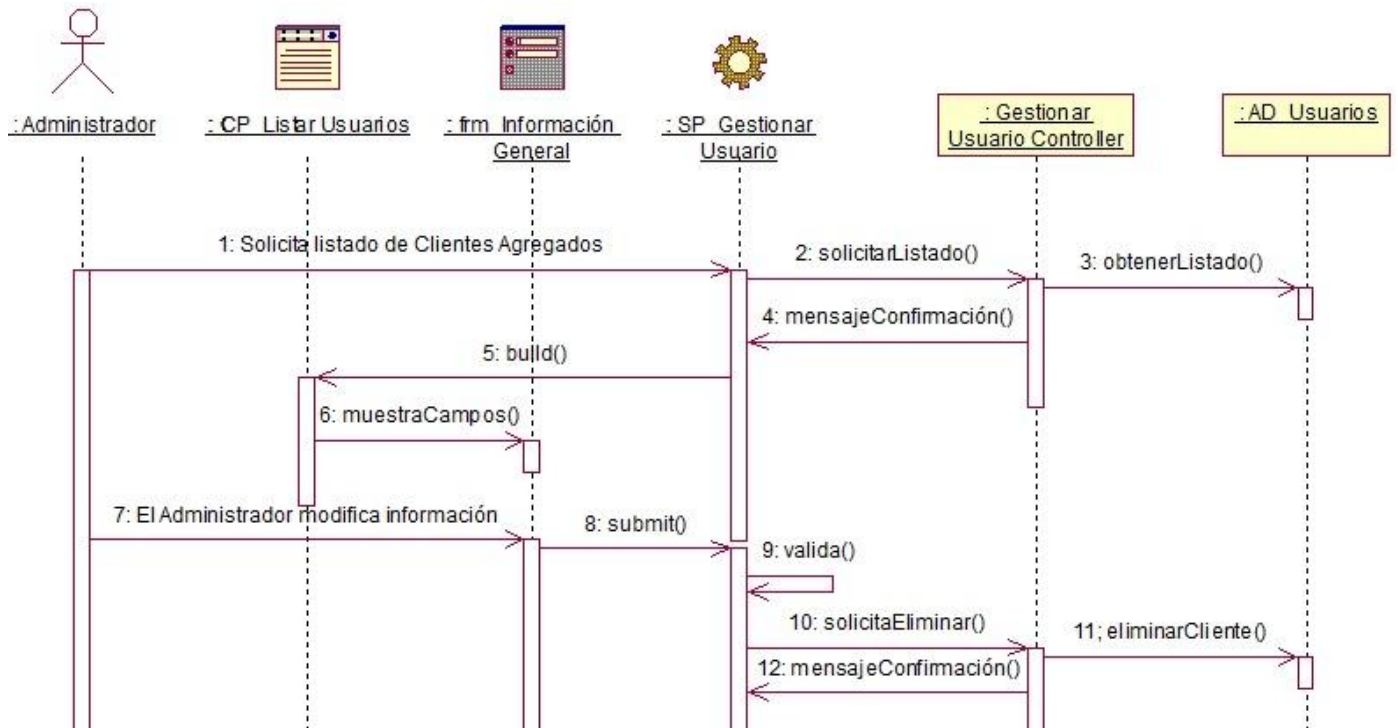 : Administrador
: CP_Listar Usuarios
: frm_Información_
General
: SP_Gestionar
Usuario
: Gestionar
Usuario Controller
:AD_Usuarios
1: Solicita listado de Clientes Agregados
2: solicitarListado()
3: obtenerListado()
4: mensajeConfirmación()
5: build()
6: muestraCampos()
7: El Administrador modifica información
8: submit()
9: valida()
10: solicitaEliminar()
11; eliminarCliente()
12: mensajeConfirmación()